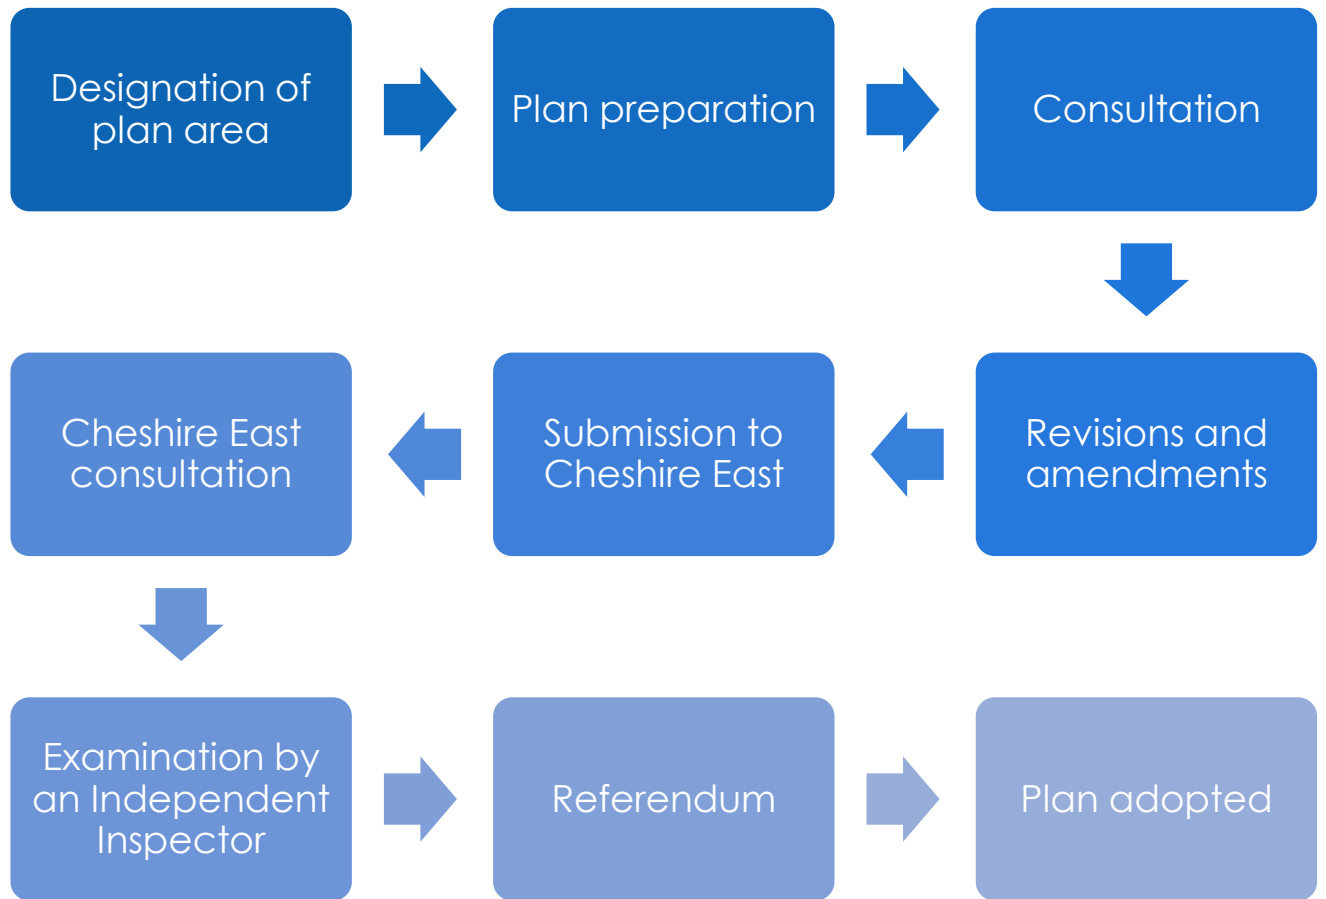 Designation of
plan area
Plan preparation
Consultation
Revisions and
amendments
Submission to
Cheshire East
Cheshire East
consultation
Examination by
an Independent
Inspector
Referendum
Plan adopted